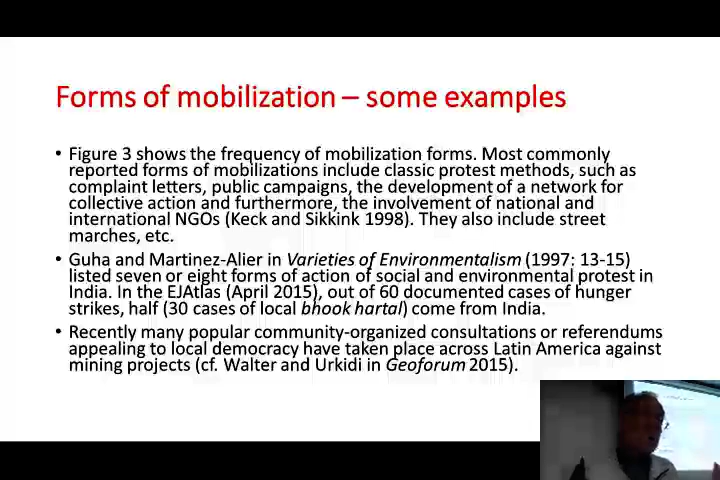 Forms of mobilization – some examples
• Figure 3 shows the frequency of mobilization forms. Most commonly
reported forms of mobilizations include classic protest methods, such as
complaint letters, public campaigns, the development of a network for
collective action and furthermore, the involvement of national and
international NGOs (Keck and Sikkink 1998). They also include street
marches, etc.
• Guha and Martinez-Alier in Varieties of Environmentalism (1997: 13-15)
listed seven or eight forms of action of social and environmental protest in
India. In the EJAtlas (April 2015), out of 60 documented cases of hunger
strikes, half (30 cases of local bhook hartal) come from India.
• Recently many popular community-organized consultations or referendums
appealing to local democracy have taken place across Latin America against
mining projects (cf. Walter and Urkidi in Geoforum 2015).